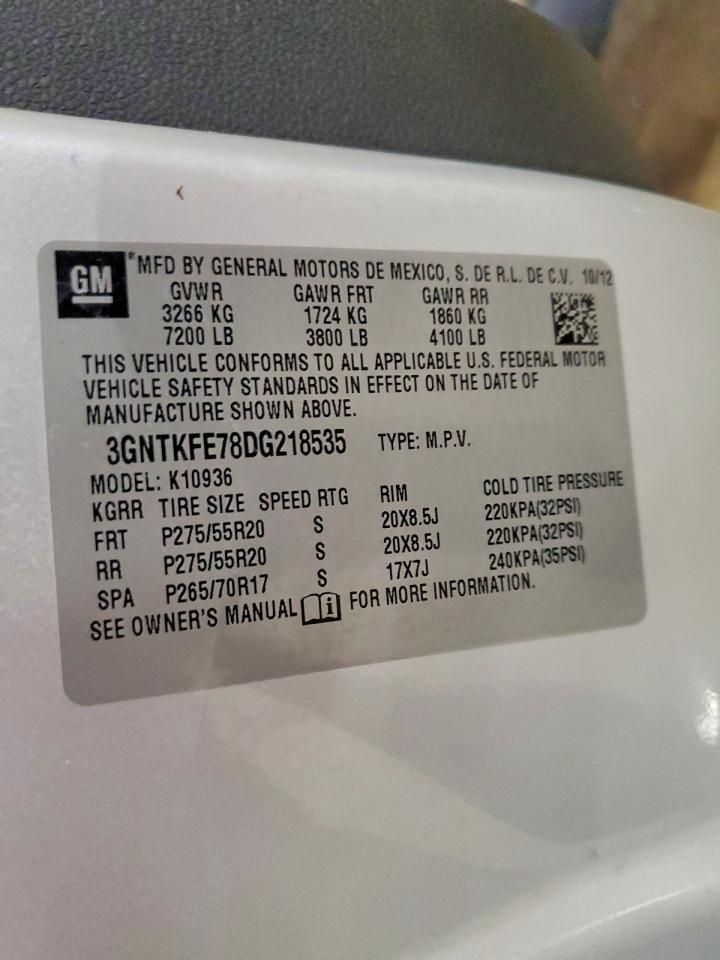 GM
*MFD BY GENERAL MOTORS DE MEXICO, S. DE R.L. DE C.V. 10/12
GVWR GAWR FRT GAWR RR
3266 KG 1724 KG 1860 KG
7200 LB 3800 LB 4100 LB
THIS VEHICLE CONFORMS TO ALL APPLICABLE U.S. FEDERAL MOTOR
VEHICLE SAFETY STANDARDS IN EFFECT ON THE DATE OF
MANUFACTURE SHOWN ABOVE.
3GNTKFE78DG218535 TYPE: M.P.V.
MODEL: K10936
KGRR TIRE SIZE SPEED RTG RIM COLD TIRE PRESSURE
FRT P275/55R20 S 20X8.5J 220KPA(32PSI)
RR P275/55R20 S 20X8.5J 220KPA(32PSI)
SPA P265/70R17 S 17X7J 240KPA(35PSI)
SEE OWNER'S MANUAL i FOR MORE INFORMATION.